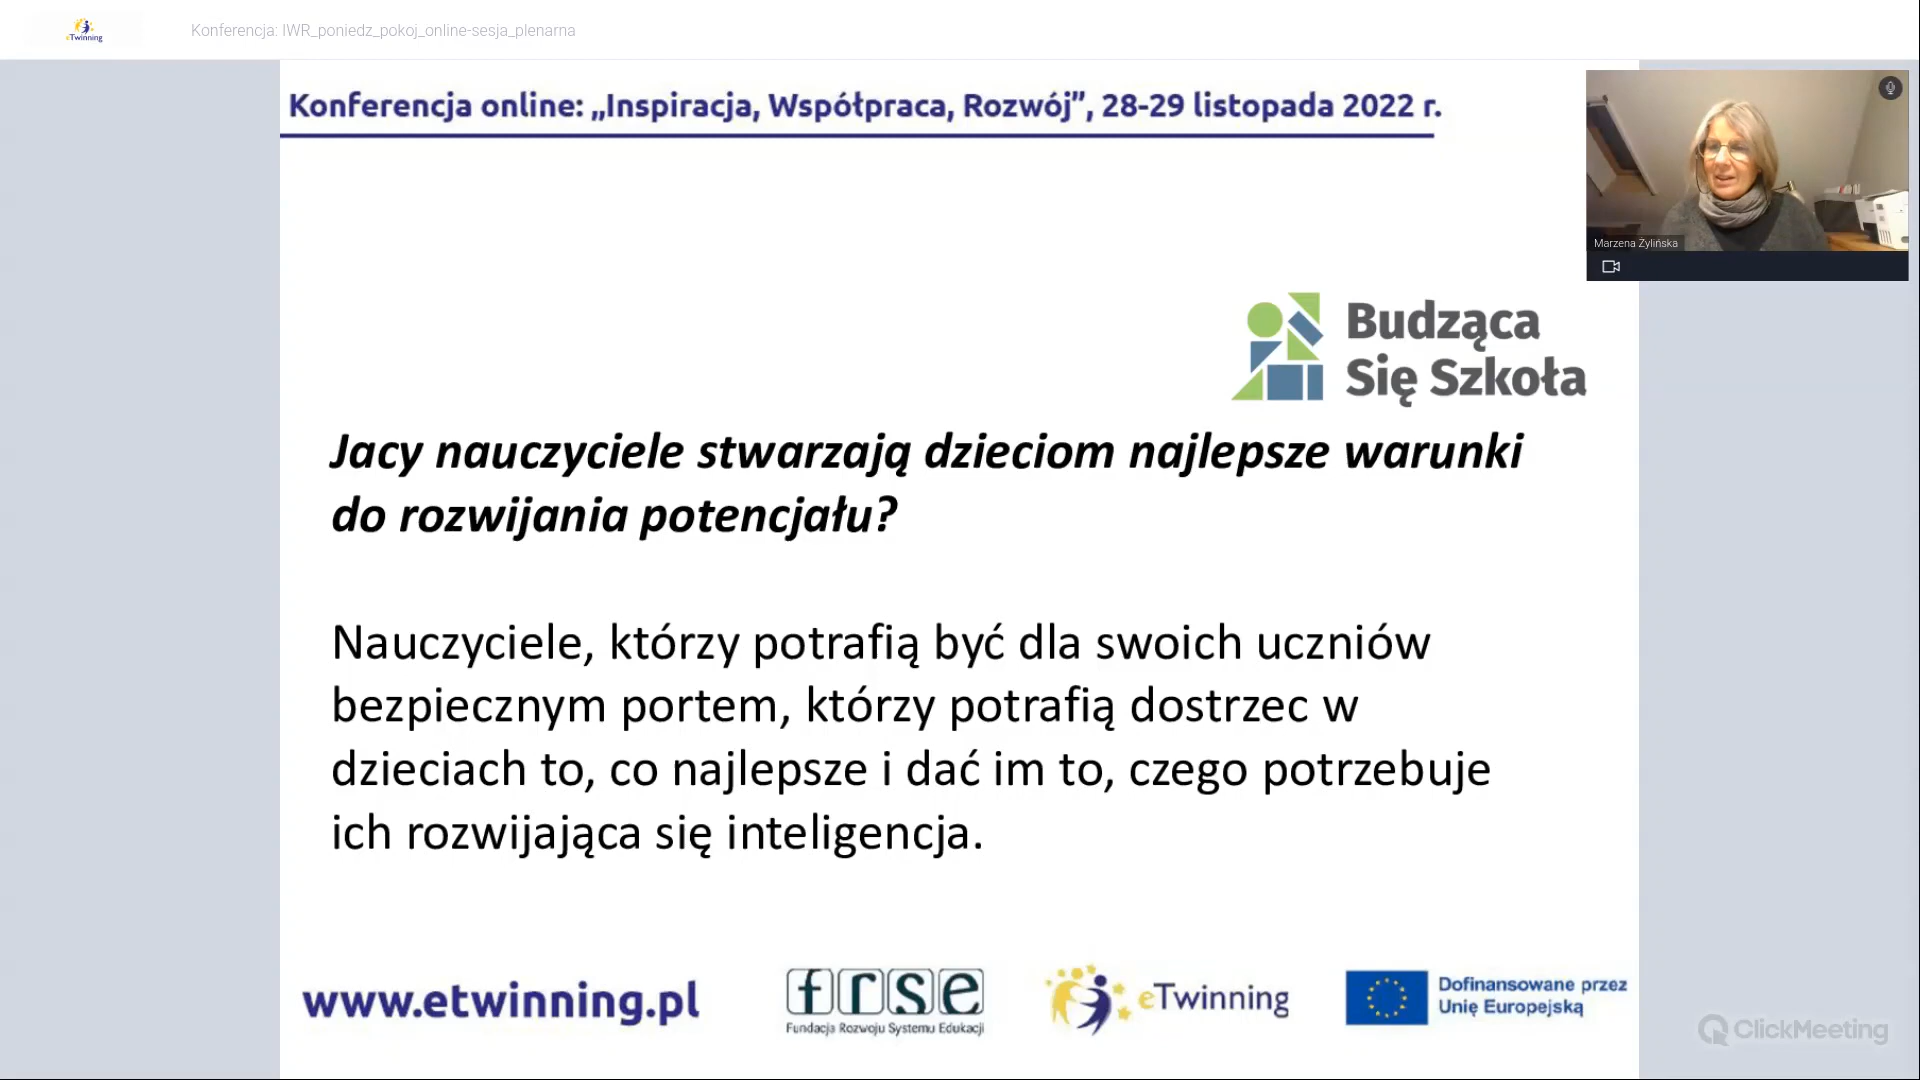 eTwinning
Konferencja: IWR_poniedz_pokoj_online-sesja_plenarna
Konferencja online: „Inspiracja, Współpraca, Rozwój”, 28-29 listopada 2022 r.
Marzena Żylińska
Budząca
Się Szkoła
Jacy nauczyciele stwarzają dzieciom najlepsze warunki
do rozwijania potencjału?
Nauczyciele, którzy potrafią być dla swoich uczniów
bezpiecznym portem, którzy potrafią dostrzec w
dzieciach to, co najlepsze i dać im to, czego potrzebuje
ich rozwijająca się inteligencja.
www.etwinning.pl
frse
Fundacja Rozwoju Systemu Edukacji
eTwinning
Dofinansowane przez
Unię Europejską
ClickMeeting